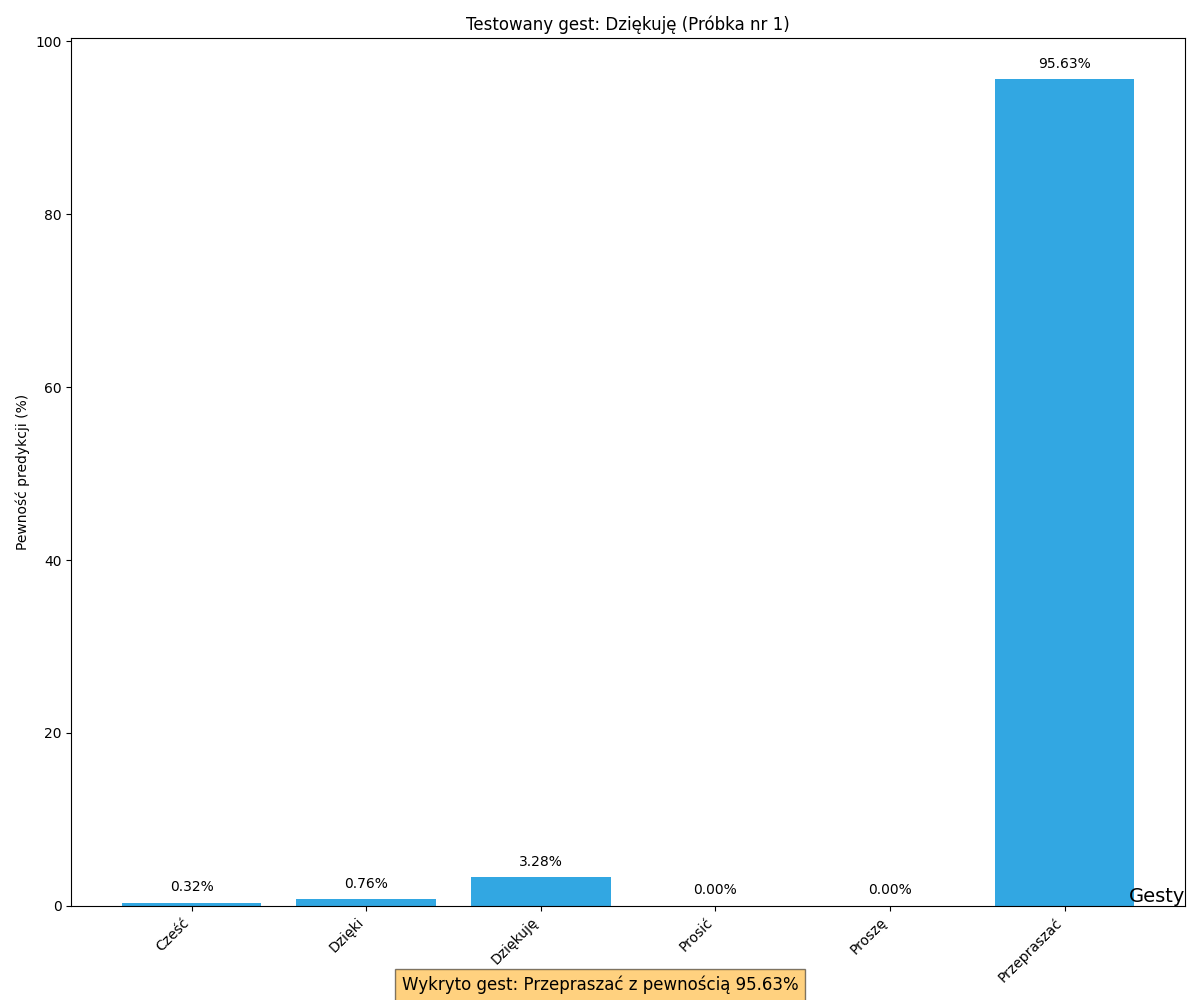 Testowany gest: Dziękuję (Próbka nr 1)
100
80
60
40
20
0
Pewność predykcji (%)
0.32%
0.76%
3.28%
0.00%
0.00%
95.63%
Gesty
Cześć
Dzięki
Dziękuję
Prosić
Proszę
Przepraszać
Wykryto gest: Przepraszać z pewnością 95.63%